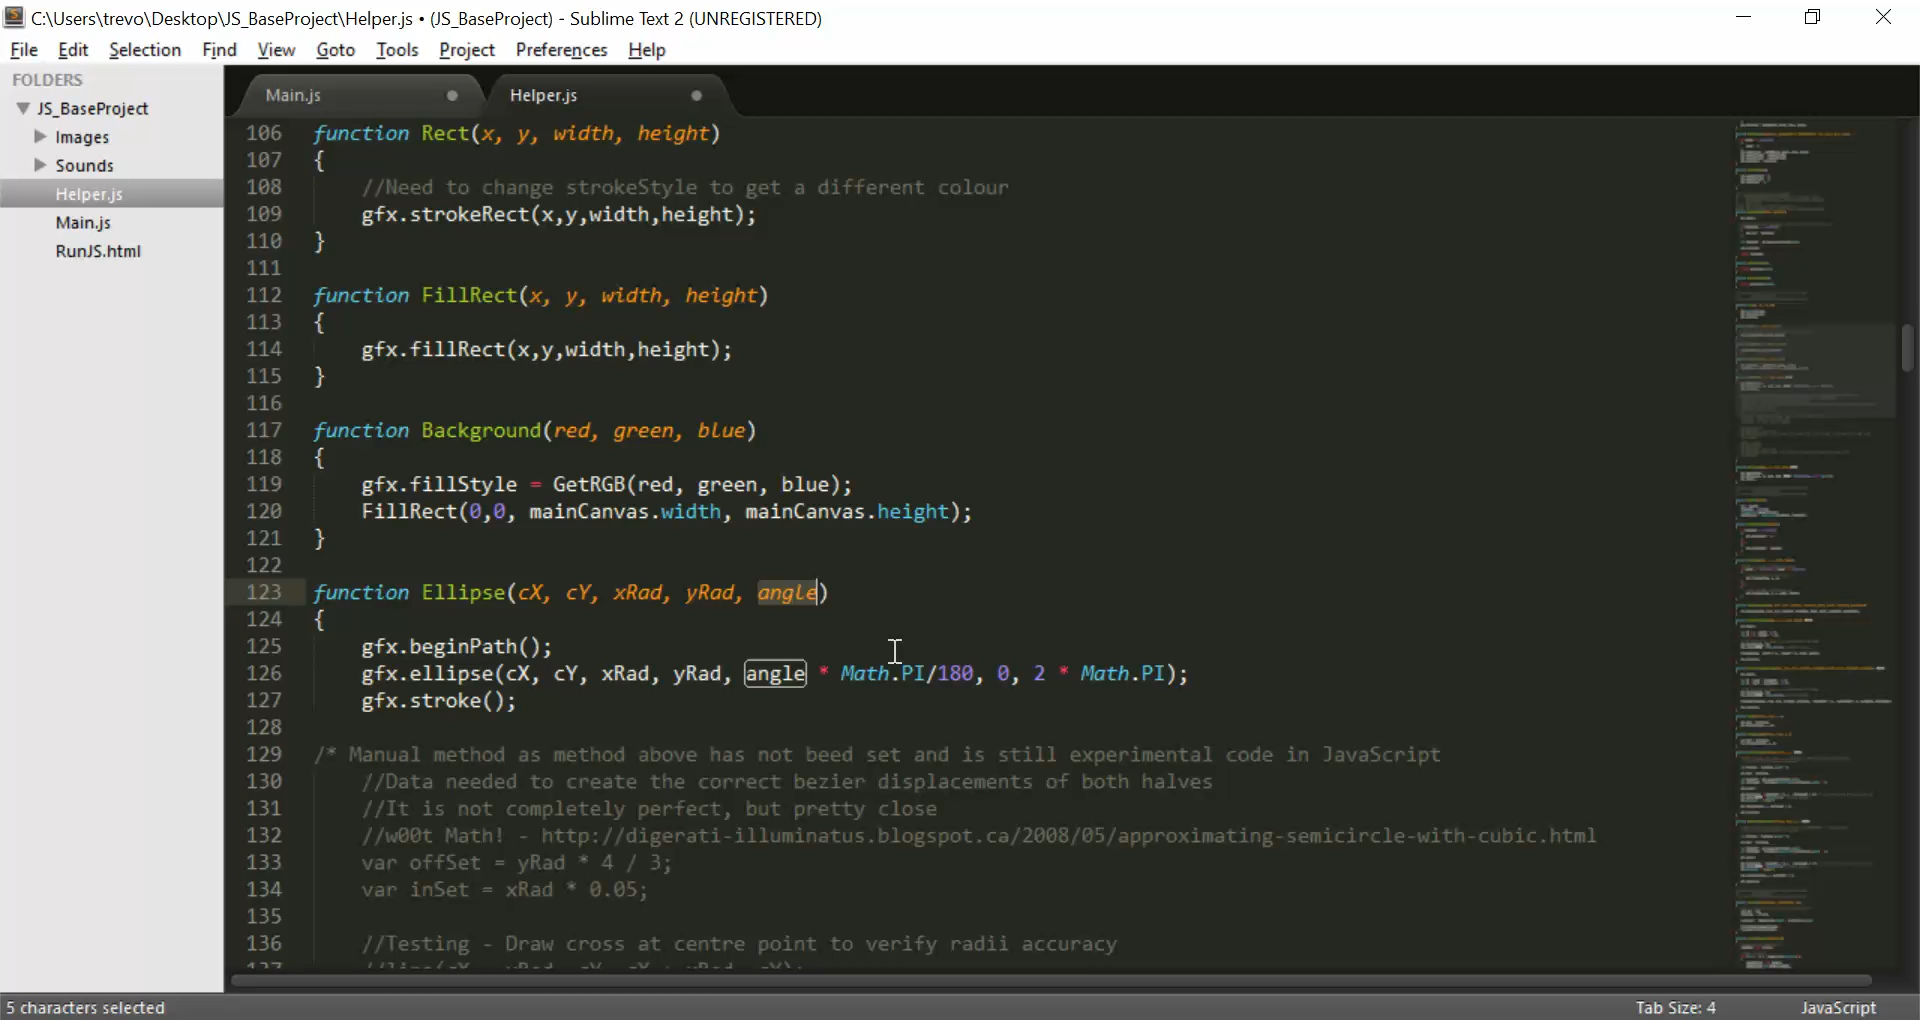 C:\Users\trevo\Desktop\JS_BaseProject\Helper.js • (JS_BaseProject) - Sublime Text 2 (UNREGISTERED)
File Edit Selection Find View Goto Tools Project Preferences Help
FOLDERS
JS_BaseProject
Images
Sounds
Helper.js
Main.js
RunJS.html
Main.js Helper.js
106 function Rect(x, y, width, height)
107 {
108 //Need to change strokeStyle to get a different colour
109 gfx.strokeRect(x,y,width,height);
110 }
111
112 function FillRect(x, y, width, height)
113 {
114 gfx.fillRect(x,y,width,height);
115 }
116
117 function Background(red, green, blue)
118 {
119 gfx.fillStyle = GetRGB(red, green, blue);
120 FillRect(0,0, mainCanvas.width, mainCanvas.height);
121 }
122
123 function Ellipse(cX, cY, xRad, yRad, angle)
124 {
125 gfx.beginPath();
126 gfx.ellipse(cX, cY, xRad, yRad, angle * Math.PI/180, 0, 2 * Math.PI);
127 gfx.stroke();
128
129 /* Manual method as method above has not beed set and is still experimental code in JavaScript
130 //Data needed to create the correct bezier displacements of both halves
131 //It is not completely perfect, but pretty close
132 //w00t Math! - http://digerati-illuminatus.blogspot.ca/2008/05/approximating-semicircle-with-cubic.html
133 var offSet = yRad * 4 / 3;
134 var inSet = xRad * 0.05;
135
136 //Testing - Draw cross at centre point to verify radii accuracy
5 characters selected Tab Size: 4 JavaScript